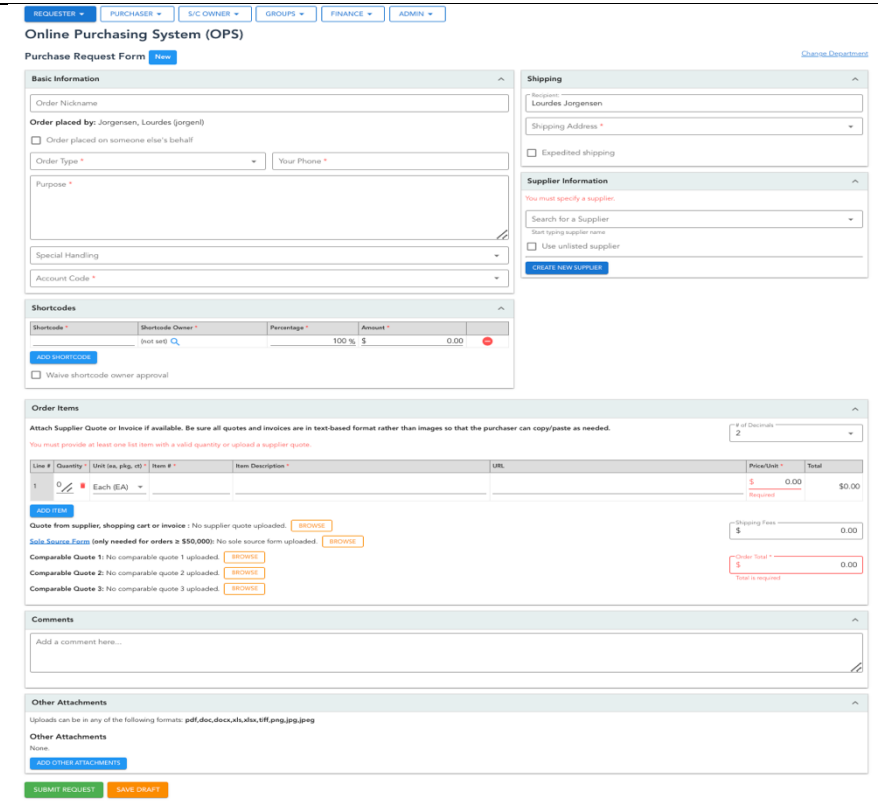 REQUESTER PURCHASER S/C OWNER GROUPS FINANCE ADMIN
Online Purchasing System (OPS)
Purchase Request Form New
Change Department
Basic Information
Order Nickname
Order placed by: Jorgensen, Lourdes (jorgenl)
Order placed on someone else's behalf
Order Type * Your Phone *
Purpose *
Special Handling
Account Code *
Shipping
Recipient
Lourdes Jorgensen
Shipping Address *
Expedited shipping
Supplier Information
You must specify a supplier
Search for a Supplier
Start typing supplier name
Use unlisted supplier
CREATE NEW SUPPLIER
Shortcodes
Shortcode * Shortcode Owner * Percentage * Amount *
(not set) 100 % $ 0.00
ADD SHORTCODE
Waive shortcode owner approval
Order Items
Attach Supplier Quote or Invoice if available. Be sure all quotes and invoices are in text-based format rather than images so that the purchaser can copy/paste as needed.
# of Decimals
2
You must provide at least one list item with a valid quantity or upload a supplier quote.
Line # Quantity * Unit (ea, pkg, ct) * Item # * Item Description * URL Price/Unit * Total
1 0 Each (EA) $ 0.00 $0.00
Required
ADD ITEM
Quote from supplier, shopping cart or invoice : No supplier quote uploaded. BROWSE
Sole Source Form (only needed for orders ≥ $50,000): No sole source form uploaded. BROWSE
Comparable Quote 1: No comparable quote 1 uploaded. BROWSE
Comparable Quote 2: No comparable quote 2 uploaded. BROWSE
Comparable Quote 3: No comparable quote 3 uploaded. BROWSE
Shipping Fees
$ 0.00
Order Total *
$ 0.00
Total is required
Comments
Add a comment here...
Other Attachments
Uploads can be in any of the following formats: pdf,doc,docx,xls,xlsx,tiff,png,jpg,jpeg
Other Attachments
None.
ADD OTHER ATTACHMENTS
SUBMIT REQUEST SAVE DRAFT